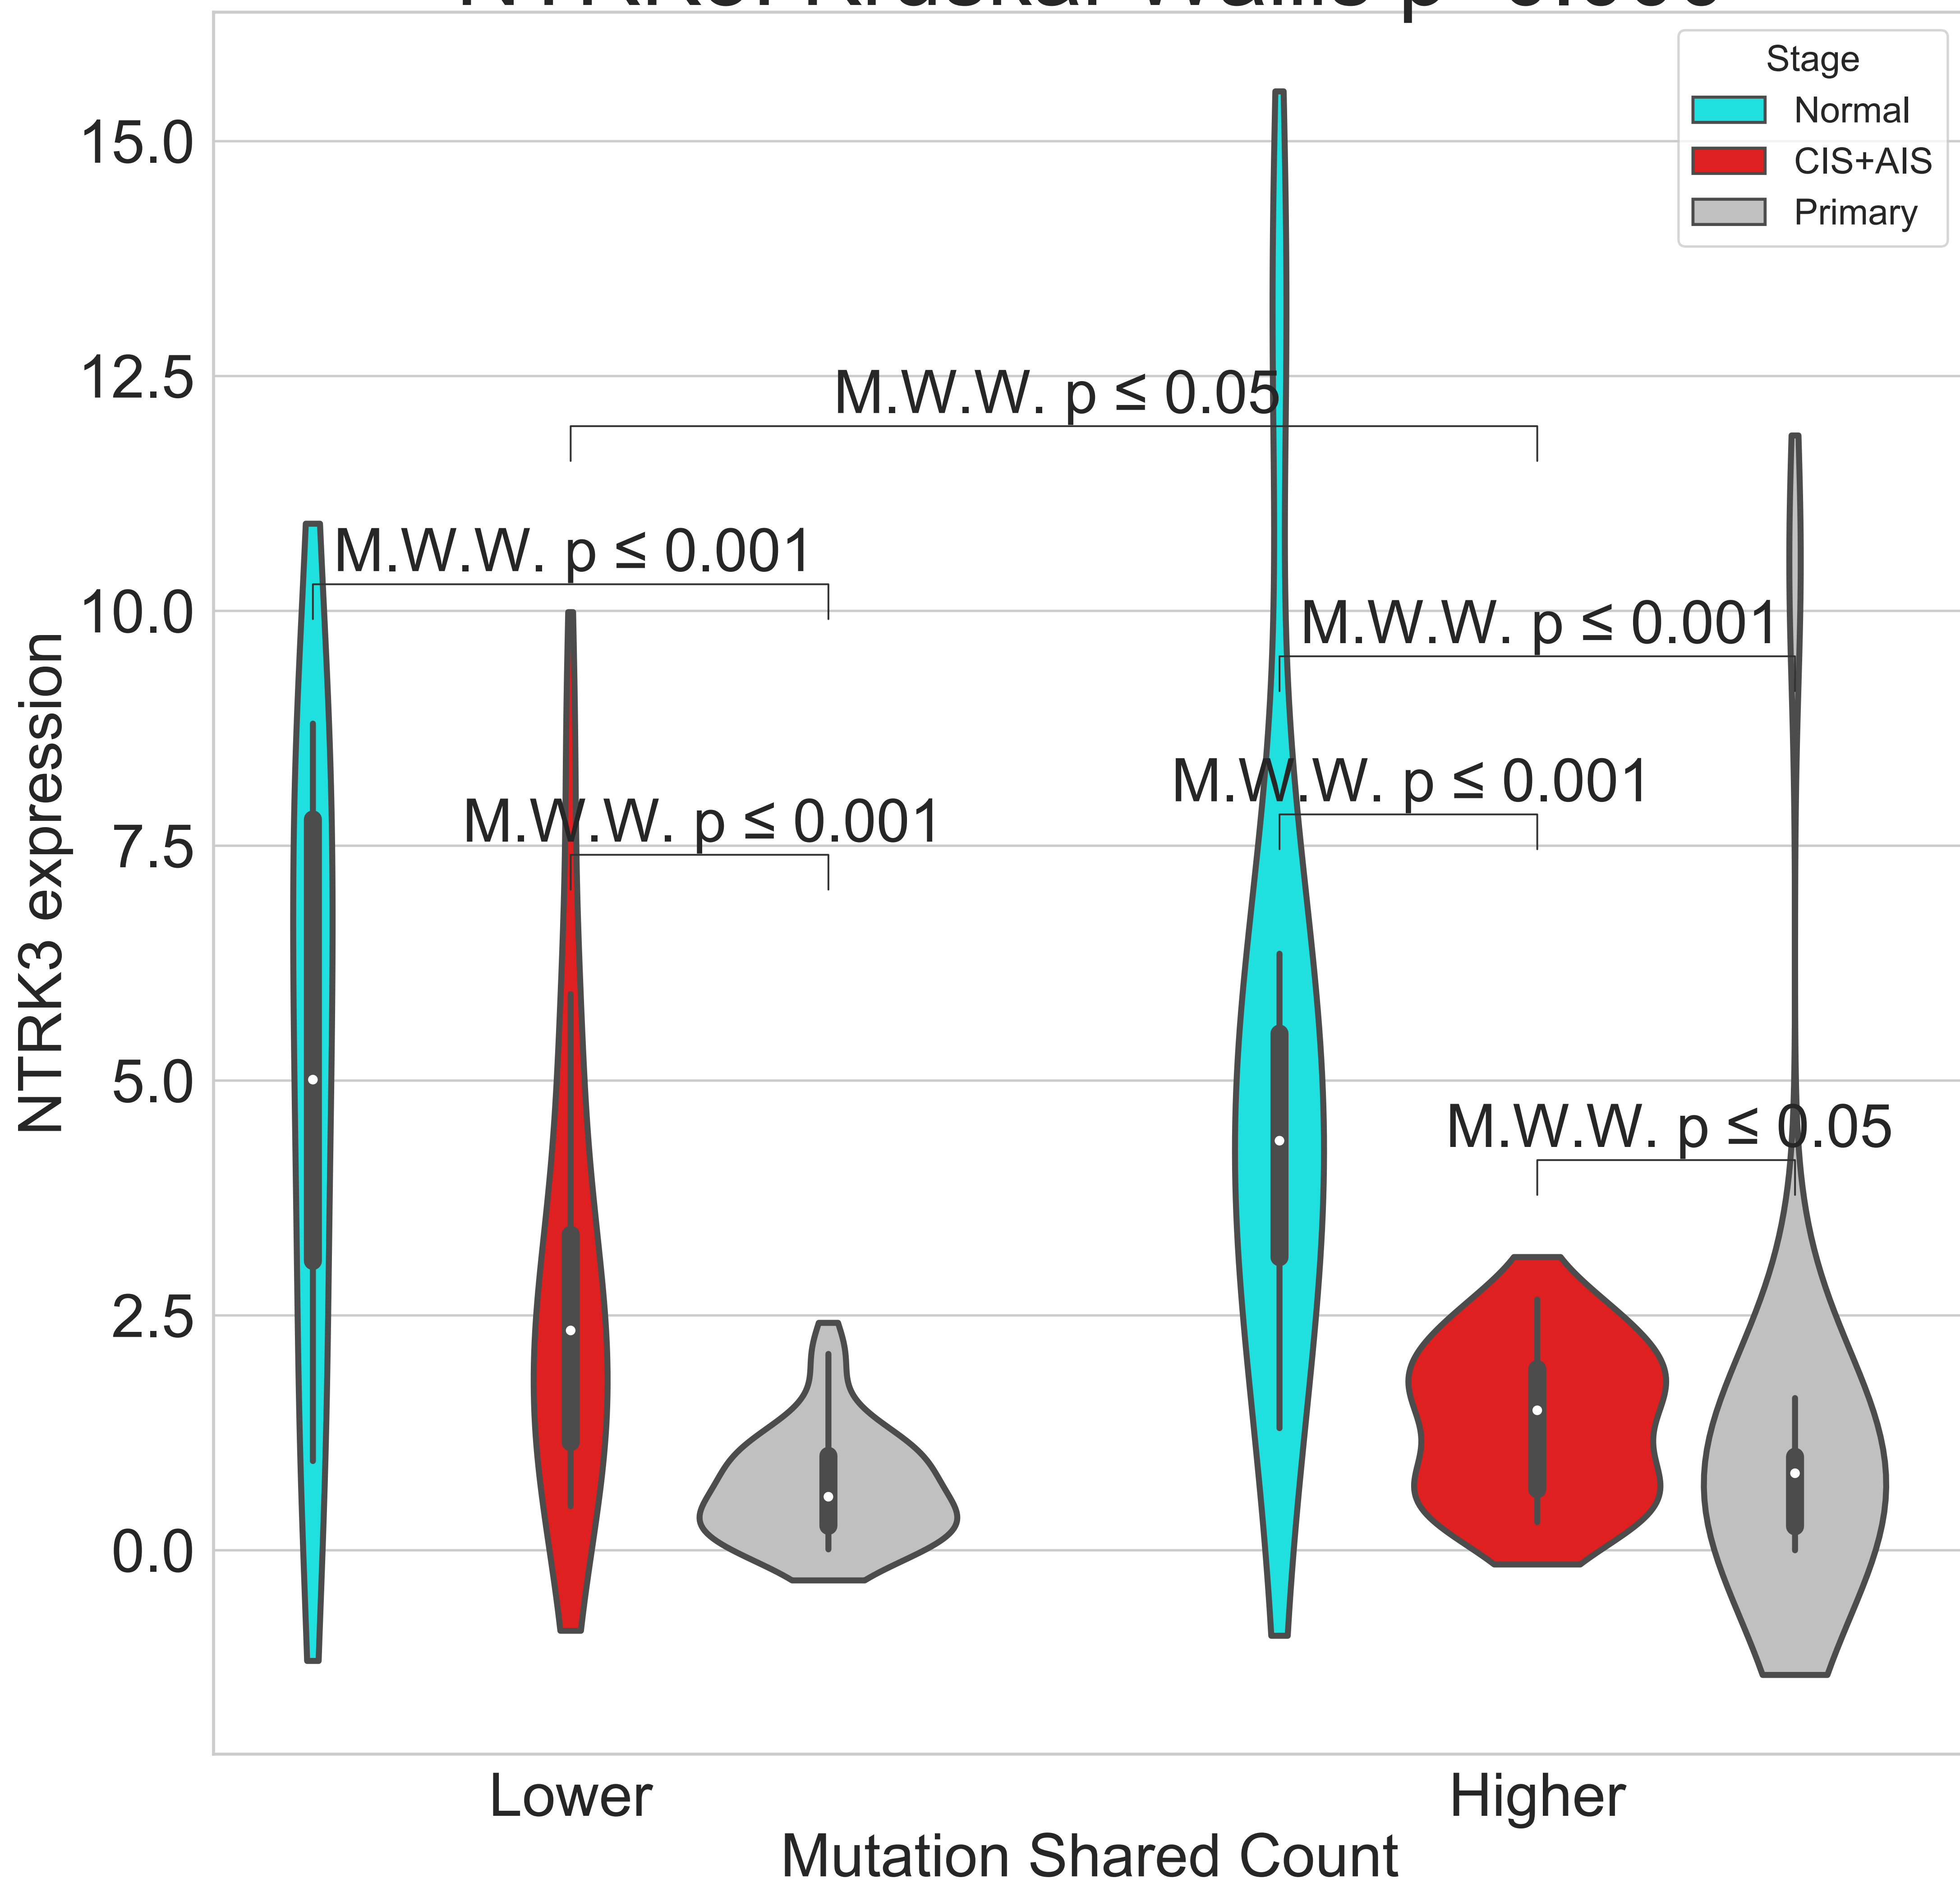 Stage
Normal
CIS+AIS
Primary
15.0
12.5
10.0
7.5
5.0
2.5
0.0
NTRK3 expression
M.W.W. p ≤ 0.05
M.W.W. p ≤ 0.001
M.W.W. p ≤ 0.001
M.W.W. p ≤ 0.001
M.W.W. p ≤ 0.001
M.W.W. p ≤ 0.05
Lower
Higher
Mutation Shared Count